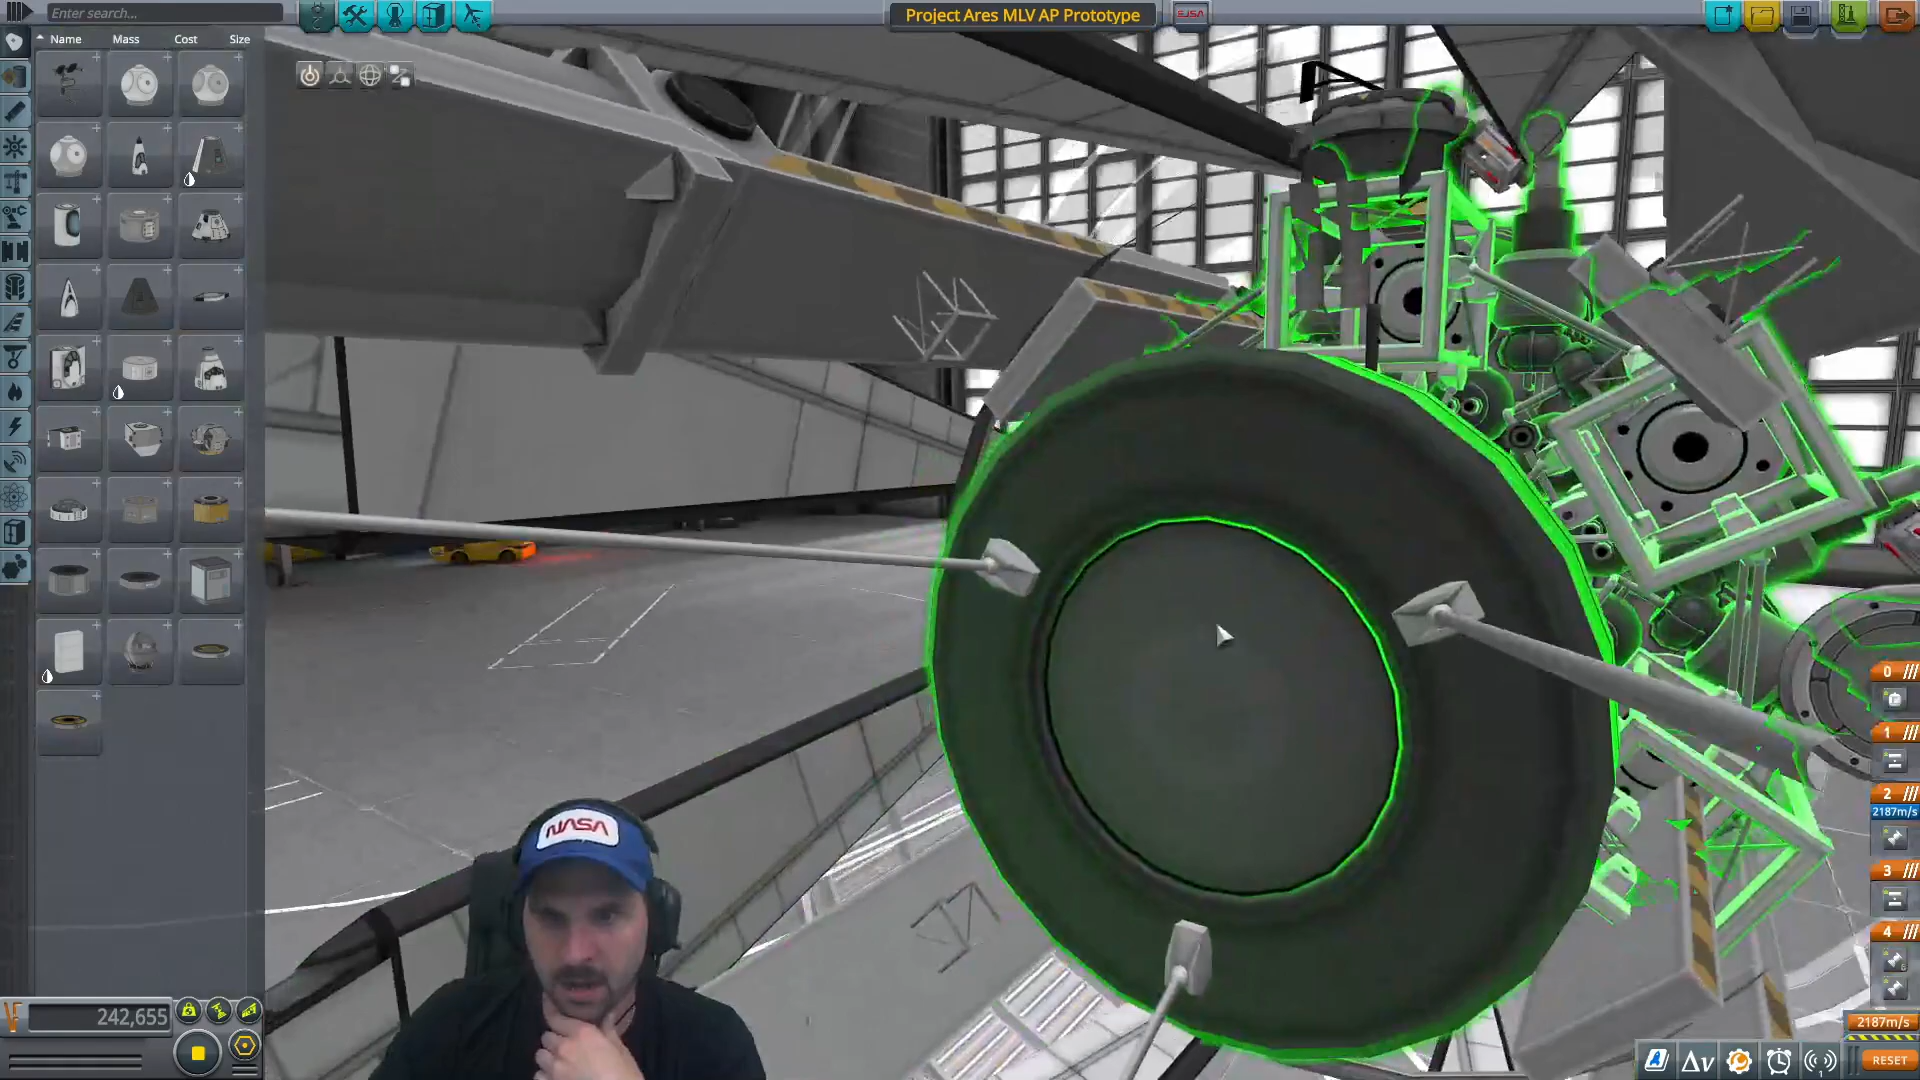 Enter search...
Project Ares MLV AP Prototype
Name
Mass
Cost
Size
NASA
242,655
0
1
2
2187m/s
3
4
2187m/s
Δv
RESET